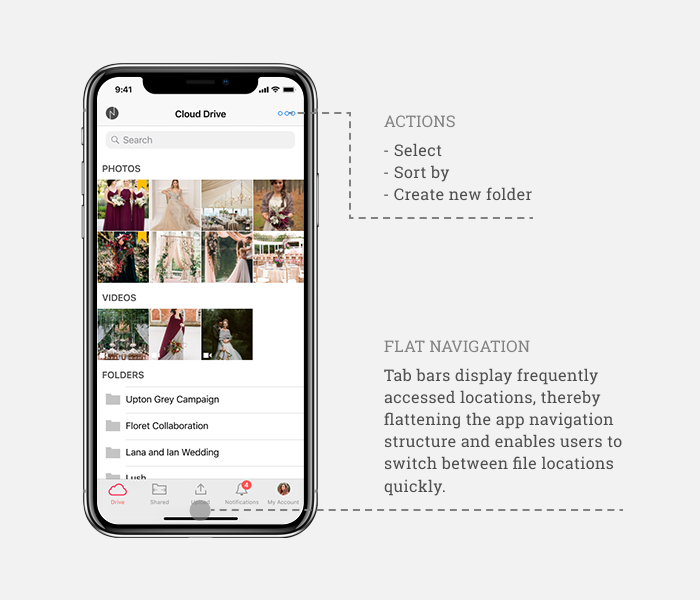 9:41
Cloud Drive
Search
PHOTOS
VIDEOS
FOLDERS
Upton Grey Campaign
Floret Collaboration
Lana and Ian Wedding
Lush
4
Drive
Shared
Upload
Notifications
My Account
ACTIONS
- Select
- Sort by
- Create new folder
FLAT NAVIGATION
Tab bars display frequently
accessed locations, thereby
flattening the app navigation
structure and enables users to
switch between file locations
quickly.